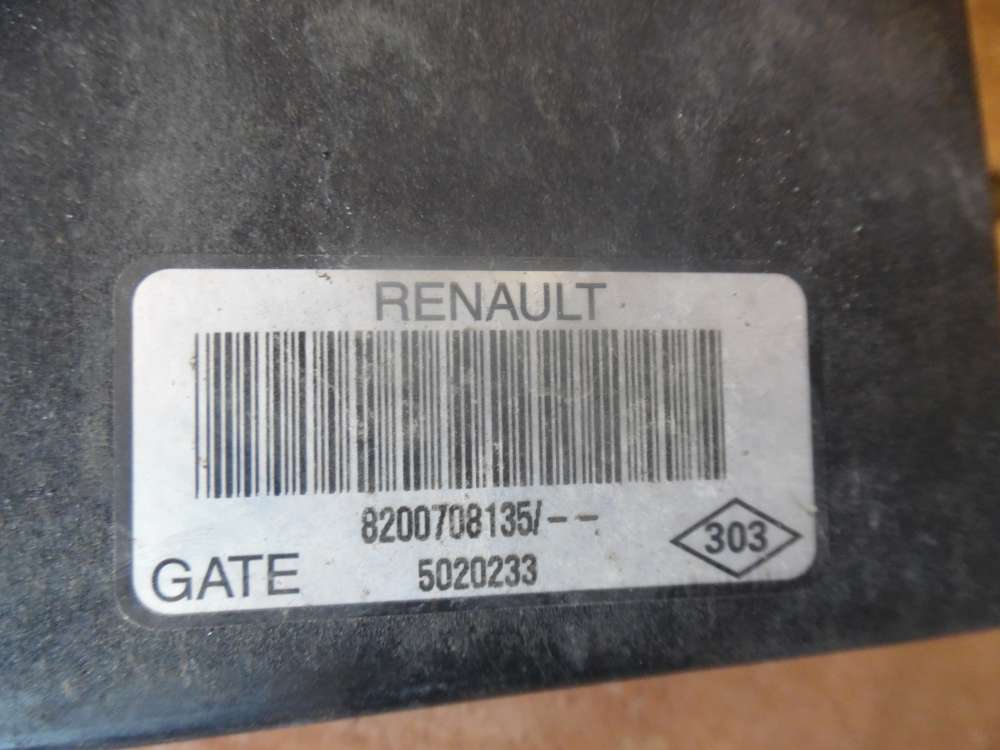 RENAULT
8200708135/--
303
GATE 5020233